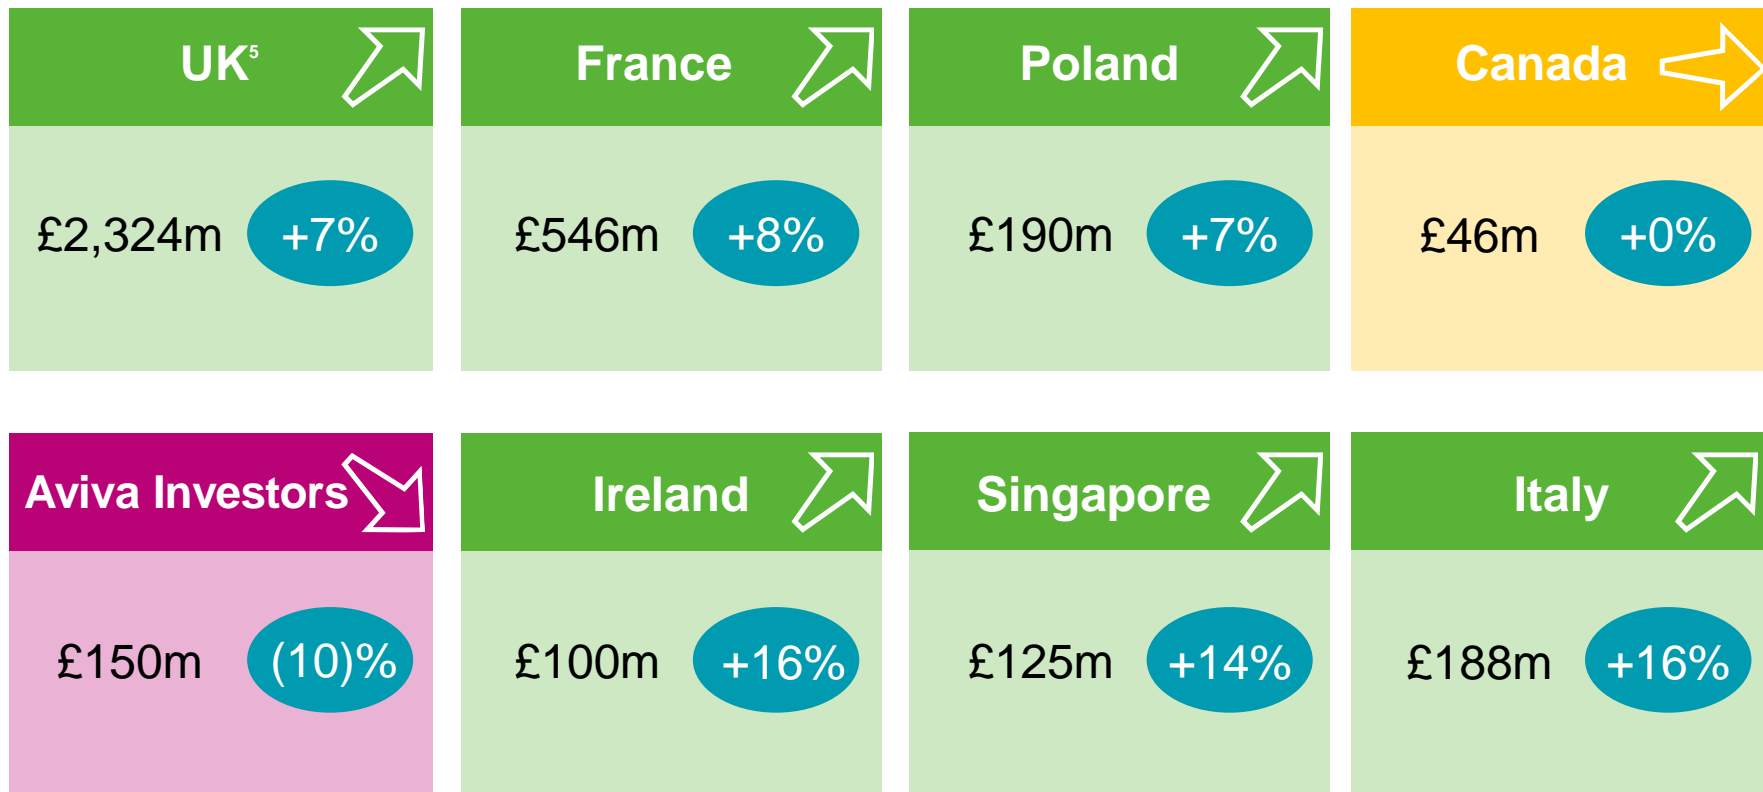 UK⁵
France
Poland
Canada
£2,324m +7%
£546m +8%
£190m +7%
£46m +0%
Aviva Investors
Ireland
Singapore
Italy
£150m (10)%
£100m +16%
£125m +14%
£188m +16%